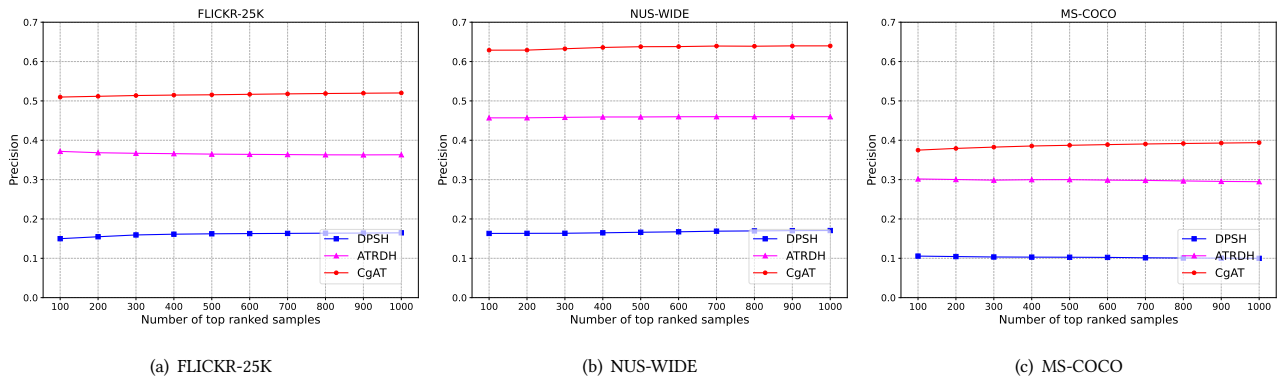 FLICKR-25K
0.7
0.6
0.5
0.4
0.3
0.2
0.1
0.0
Precision
100 200 300 400 500 600 700 800 900 1000
Number of top ranked samples
DPSH
ATRDH
CgAT
(a) FLICKR-25K
NUS-WIDE
0.7
0.6
0.5
0.4
0.3
0.2
0.1
0.0
Precision
100 200 300 400 500 600 700 800 900 1000
Number of top ranked samples
DPSH
ATRDH
CgAT
(b) NUS-WIDE
MS-COCO
0.7
0.6
0.5
0.4
0.3
0.2
0.1
0.0
Precision
100 200 300 400 500 600 700 800 900 1000
Number of top ranked samples
DPSH
ATRDH
CgAT
(c) MS-COCO